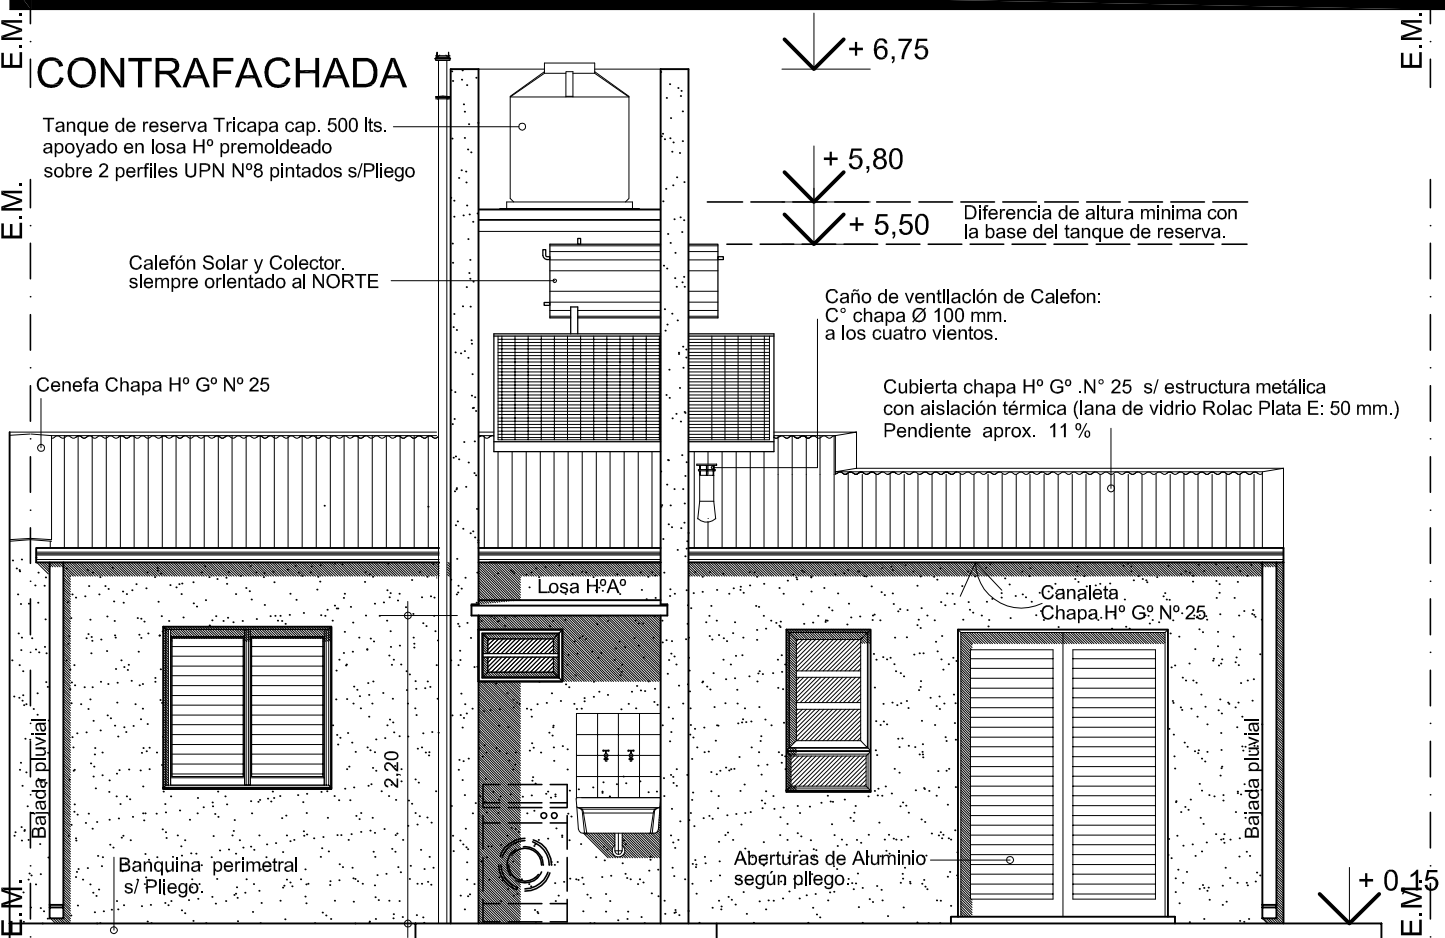 E.M.
E.M.
CONTRAFACHADA
+ 6,75
Tanque de reserva Tricapa cap. 500 lts.
apoyado en losa Hº premoldeado
sobre 2 perfiles UPN Nº8 pintados s/Pliego
+ 5,80
E.M.
+ 5,50
Diferencia de altura minima con
la base del tanque de reserva.
Calefón Solar y Colector.
siempre orientado al NORTE
Caño de ventilación de Calefon:
C° chapa Ø 100 mm.
a los cuatro vientos.
Cenefa Chapa Hº Gº Nº 25
Cubierta chapa Hº Gº .N° 25 s/ estructura metálica
con aislación térmica (lana de vidrio Rolac Plata E: 50 mm.)
Pendiente aprox. 11 %
Losa HºAº
Canaleta
Chapa Hº Gº Nº 25
2,20
Bajada pluvial
Bajada pluvial
Banquina perimetral
s/ Pliego.
Aberturas de Aluminio
según pliego.
+ 0,15
E.M.
E.M.